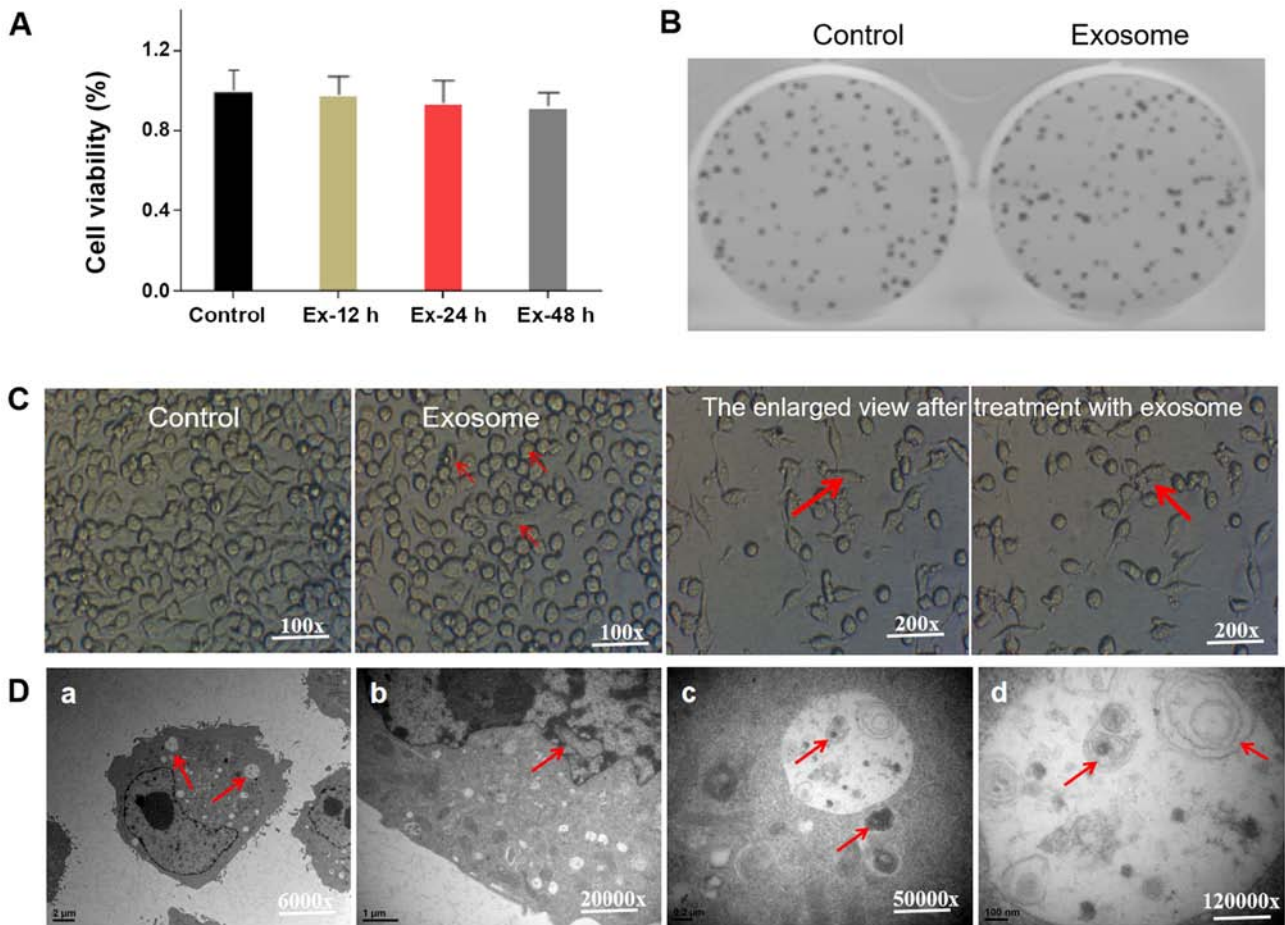 A
Cell viability (%)
1.2
0.8
0.4
0.0
Control Ex-12 h Ex-24 h Ex-48 h
B
Control Exosome
C
Control
100x
Exosome
100x
The enlarged view after treatment with exosome
200x
200x
D
a
2 µm
6000x
b
1 µm
20000x
c
0.2 µm
50000x
d
100 nm
120000x